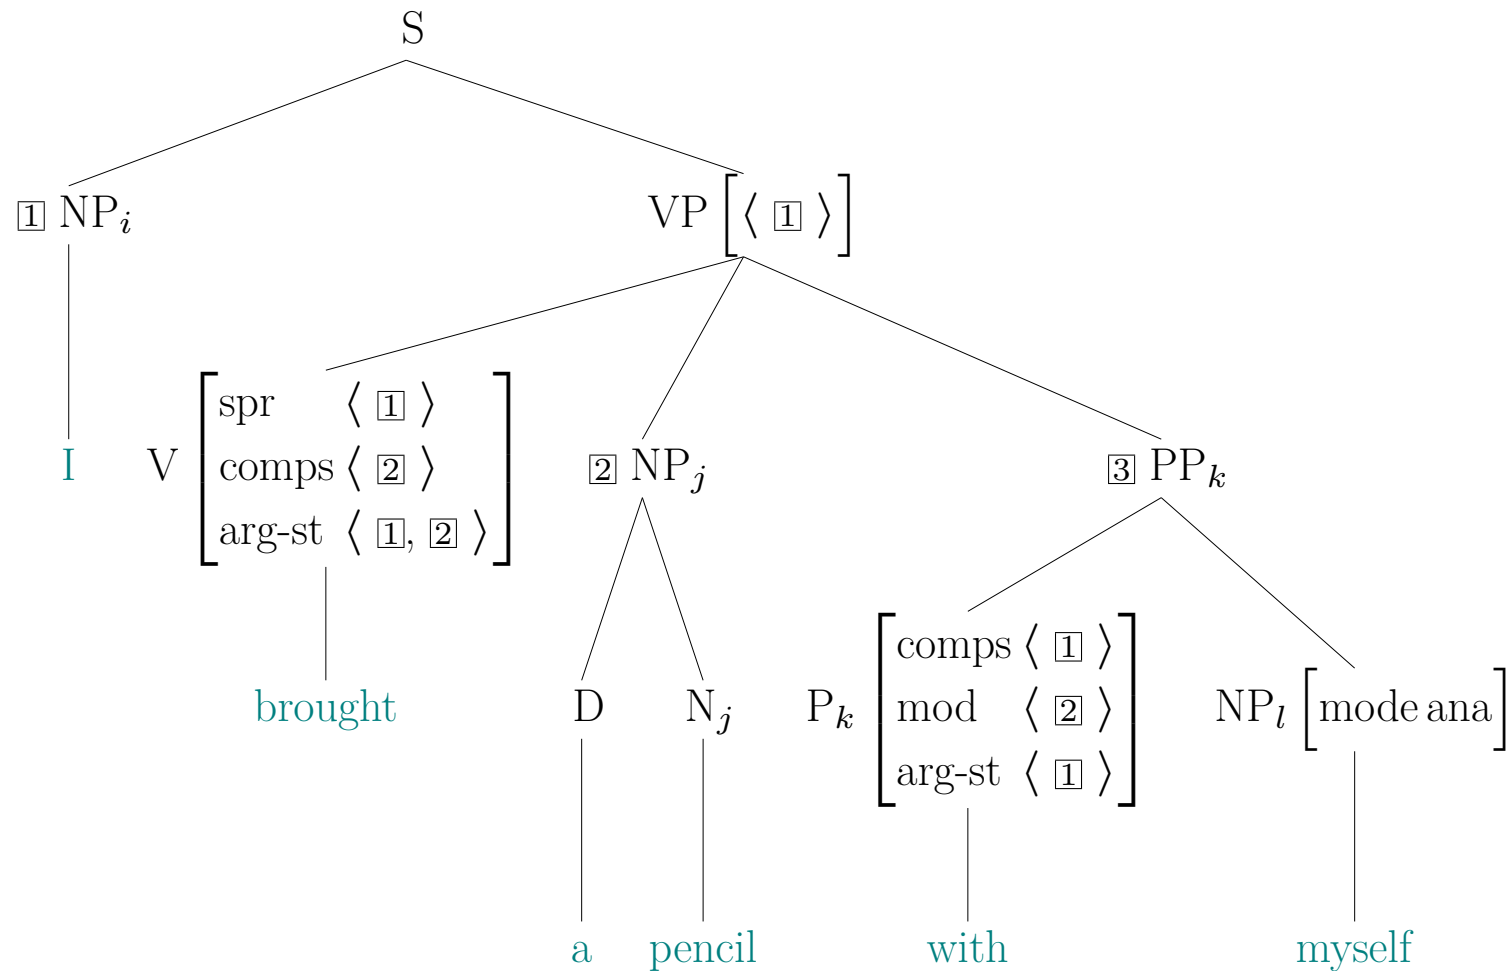 S
1 NP_i
VP [⟨ 1 ⟩]
I
V [spr ⟨ 1 ⟩
comps ⟨ 2 ⟩
arg-st ⟨ 1, 2 ⟩]
2 NP_j
3 PP_k
brought
D
N_j
P_k [comps ⟨ 1 ⟩
mod ⟨ 2 ⟩
arg-st ⟨ 1 ⟩]
NP_l [mode ana]
a
pencil
with
myself